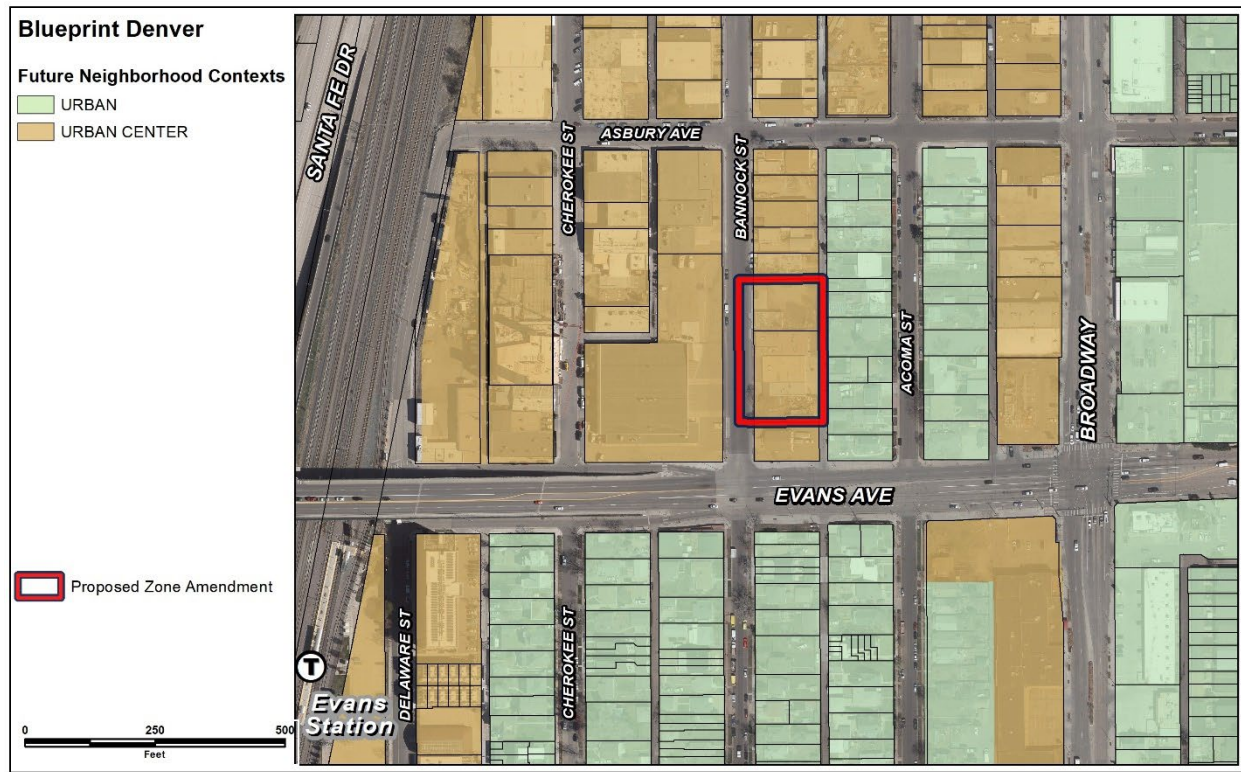 Blueprint Denver
Future Neighborhood Contexts
URBAN
URBAN CENTER
SANTA FE DR
CHEROKEE ST
ASBURY AVE
BANNOCK ST
ACOMA ST
BROADWAY
EVANS AVE
Proposed Zone Amendment
DELAWARE ST
CHEROKEE ST
T
Evans
Station
0 250 500
Feet